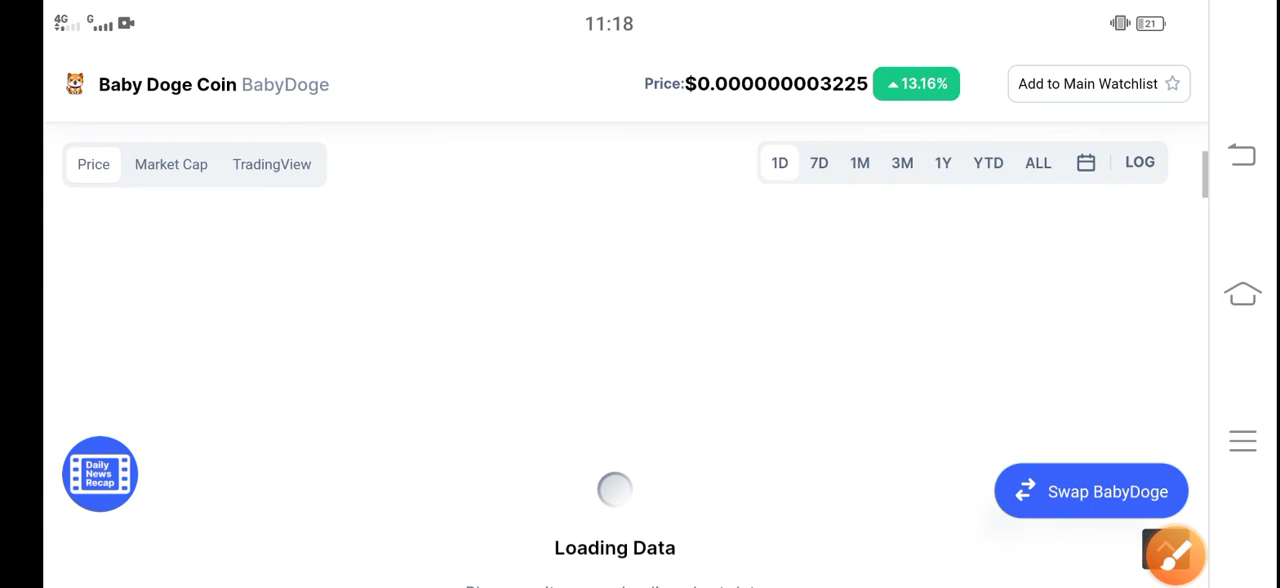 4G G 11:18 21
Baby Doge Coin BabyDoge Price:$0.000000003225 13.16% Add to Main Watchlist
Price Market Cap TradingView 1D 7D 1M 3M 1Y YTD ALL LOG
Daily
News
Recap
Swap BabyDoge
Loading Data